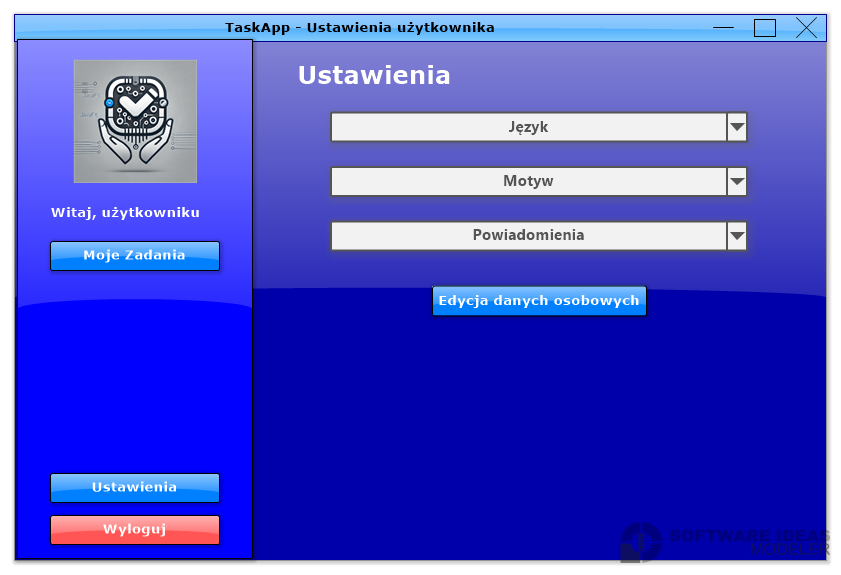 TaskApp - Ustawienia użytkownika
Ustawienia
Język
Motyw
Powiadomienia
Edycja danych osobowych
Witaj, użytkowniku
Moje Zadania
Ustawienia
Wyloguj
SOFTWARE IDEAS
MODELER